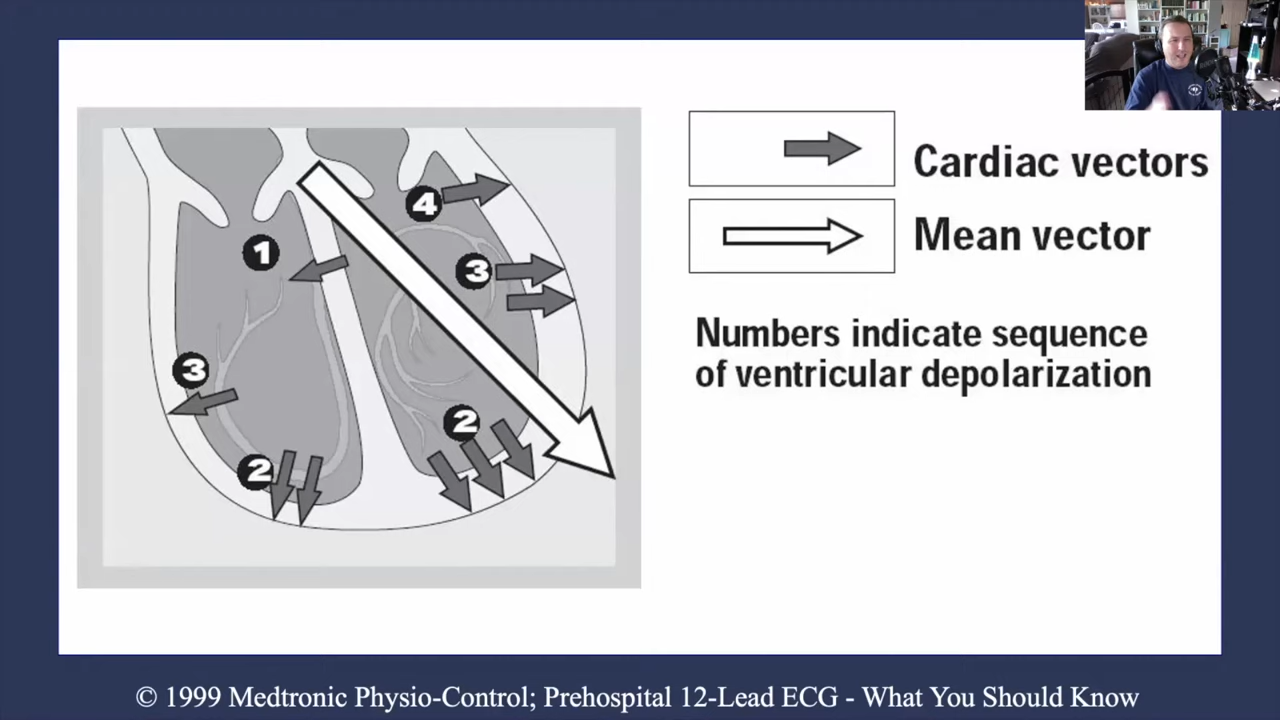 Cardiac vectors
Mean vector
Numbers indicate sequence
of ventricular depolarization
4
1
3
3
2
2
© 1999 Medtronic Physio-Control; Prehospital 12-Lead ECG - What You Should Know